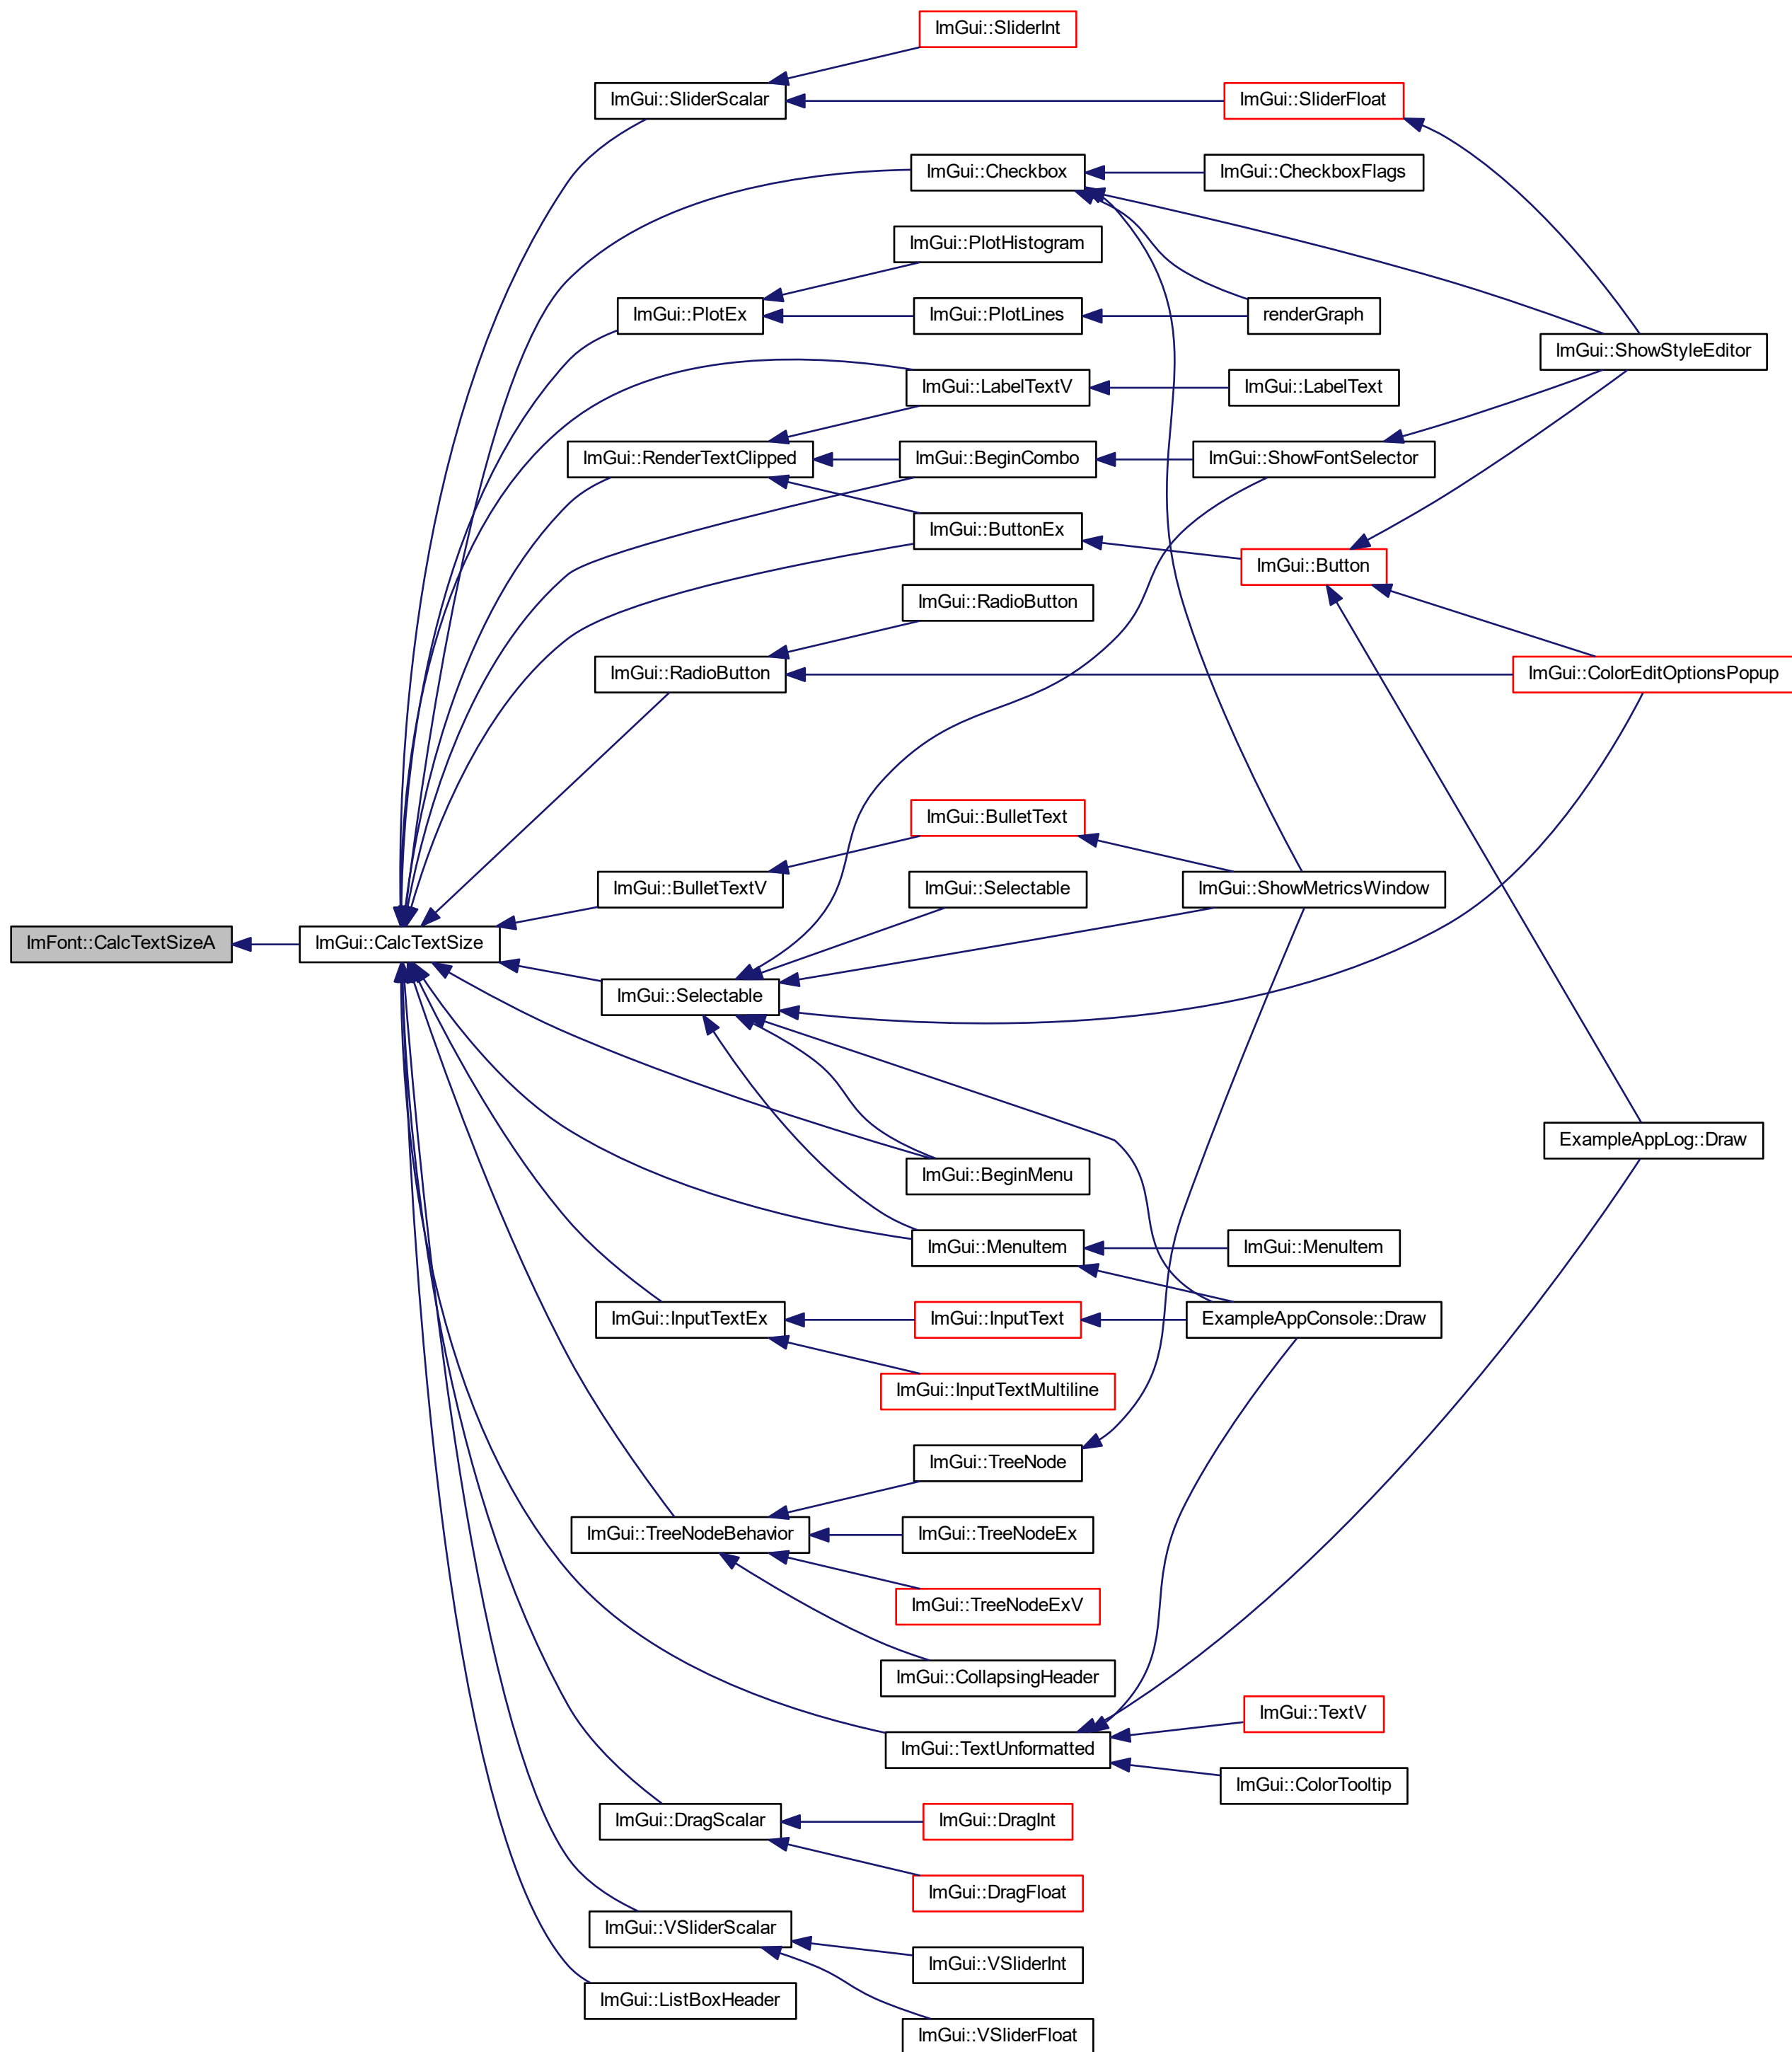 ImGui::SliderInt
ImGui::SliderScalar
ImGui::SliderFloat
ImGui::Checkbox
ImGui::CheckboxFlags
ImGui::PlotHistogram
ImGui::PlotEx
ImGui::PlotLines
renderGraph
ImGui::ShowStyleEditor
ImGui::LabelTextV
ImGui::LabelText
ImGui::RenderTextClipped
ImGui::BeginCombo
ImGui::ShowFontSelector
ImGui::ButtonEx
ImGui::Button
ImGui::RadioButton
ImGui::RadioButton
ImGui::ColorEditOptionsPopup
ImGui::BulletText
ImGui::BulletTextV
ImGui::Selectable
ImGui::ShowMetricsWindow
ImFont::CalcTextSizeA
ImGui::CalcTextSize
ImGui::Selectable
ExampleAppLog::Draw
ImGui::BeginMenu
ImGui::MenuItem
ImGui::MenuItem
ImGui::InputTextEx
ImGui::InputText
ExampleAppConsole::Draw
ImGui::InputTextMultiline
ImGui::TreeNode
ImGui::TreeNodeBehavior
ImGui::TreeNodeEx
ImGui::TreeNodeExV
ImGui::CollapsingHeader
ImGui::TextV
ImGui::TextUnformatted
ImGui::ColorTooltip
ImGui::DragScalar
ImGui::DragInt
ImGui::DragFloat
ImGui::VSliderScalar
ImGui::VSliderInt
ImGui::ListBoxHeader
ImGui::VSliderFloat